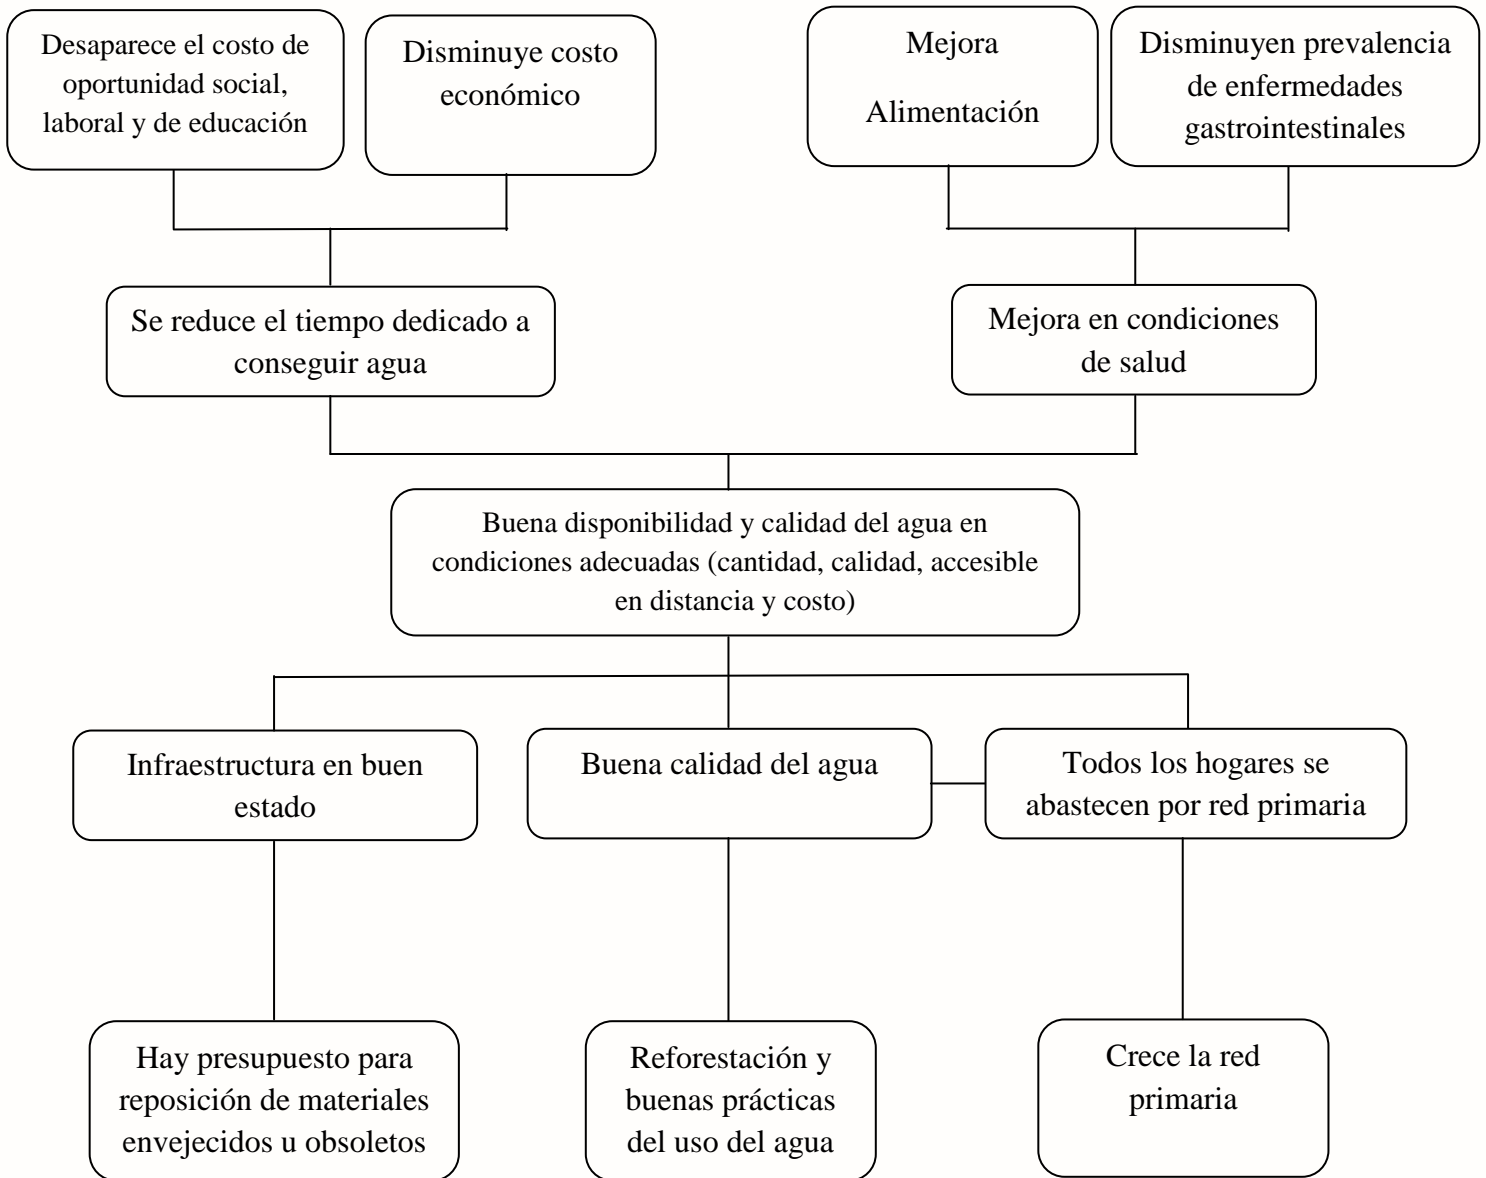 Desaparece el costo de
oportunidad social,
laboral y de educación
Disminuye costo
económico
Mejora
Alimentación
Disminuyen prevalencia
de enfermedades
gastrointestinales
Se reduce el tiempo dedicado a
conseguir agua
Mejora en condiciones
de salud
Buena disponibilidad y calidad del agua en
condiciones adecuadas (cantidad, calidad, accesible
en distancia y costo)
Infraestructura en buen
estado
Buena calidad del agua
Todos los hogares se
abastecen por red primaria
Hay presupuesto para
reposición de materiales
envejecidos u obsoletos
Reforestación y
buenas prácticas
del uso del agua
Crece la red
primaria